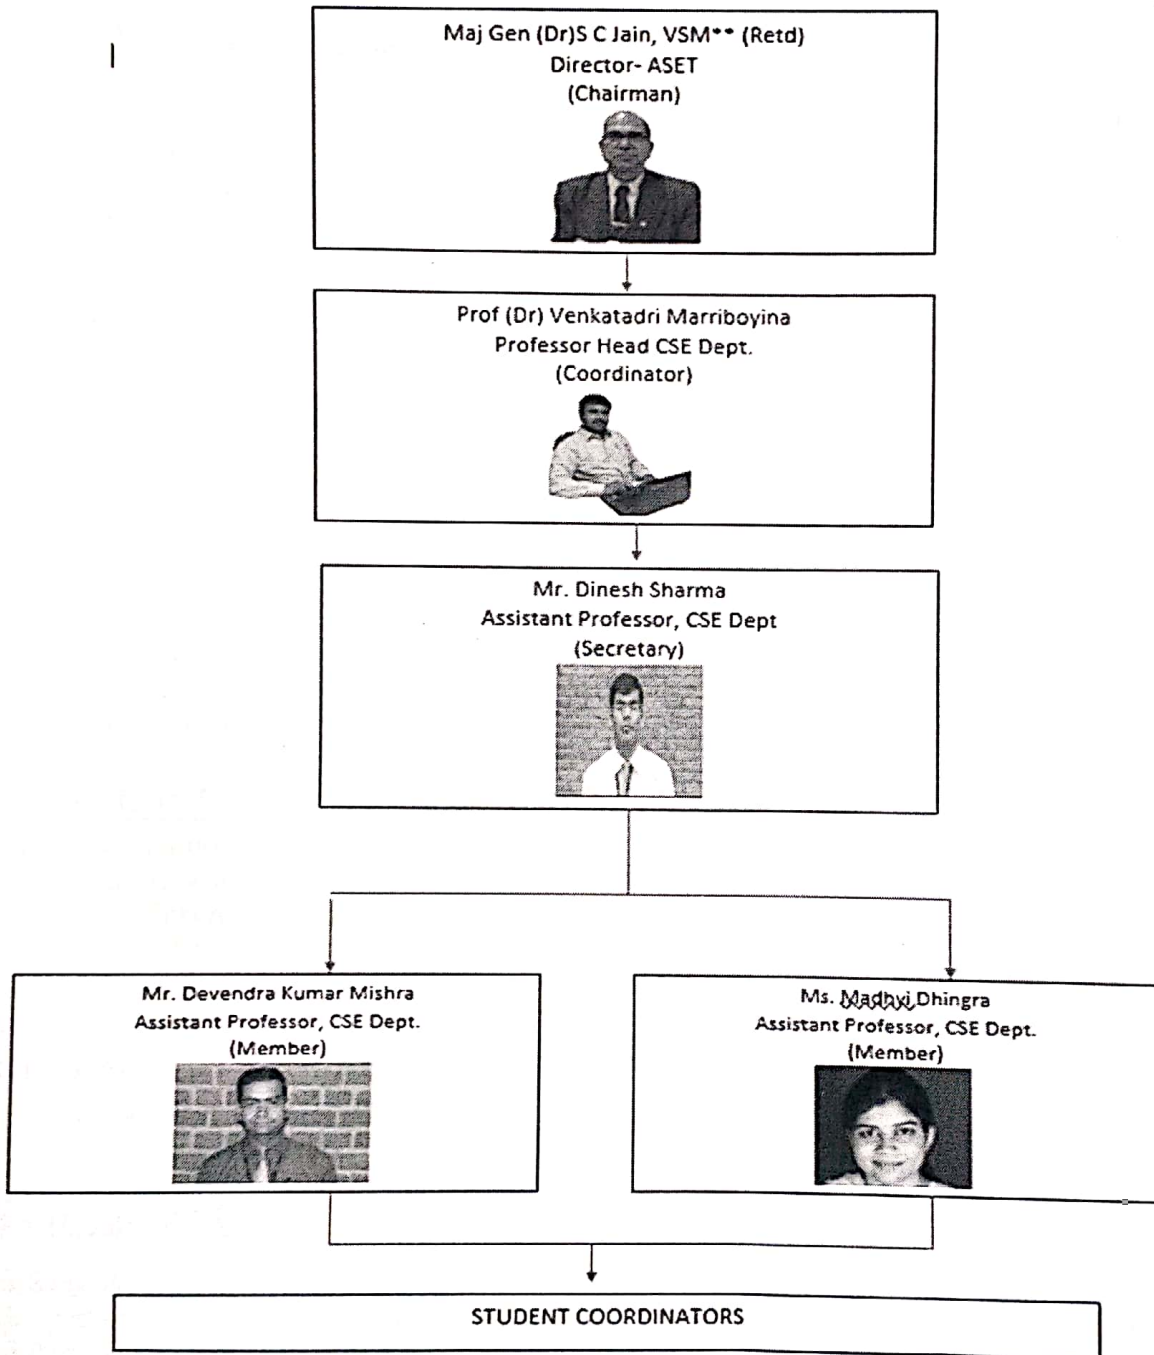 Maj Gen (Dr)S C Jain, VSM** (Retd)
Director- ASET
(Chairman)
Prof (Dr) Venkatadri Marriboyina
Professor Head CSE Dept.
(Coordinator)
Mr. Dinesh Sharma
Assistant Professor, CSE Dept
(Secretary)
Mr. Devendra Kumar Mishra
Assistant Professor, CSE Dept.
(Member)
Ms. Madhvi Dhingra
Assistant Professor, CSE Dept.
(Member)
STUDENT COORDINATORS